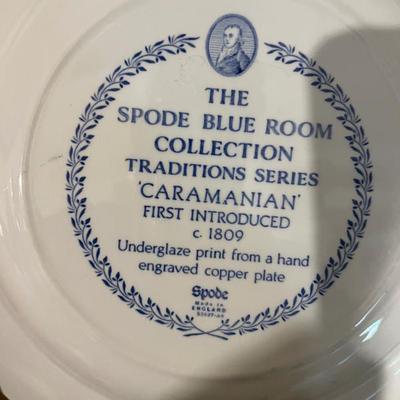 THE
SPODE BLUE ROOM
COLLECTION
TRADITIONS SERIES
'CARAMANIAN'
FIRST INTRODUCED
c. 1809
Underglaze print from a hand
engraved copper plate
Spode
Made in
ENGLAND